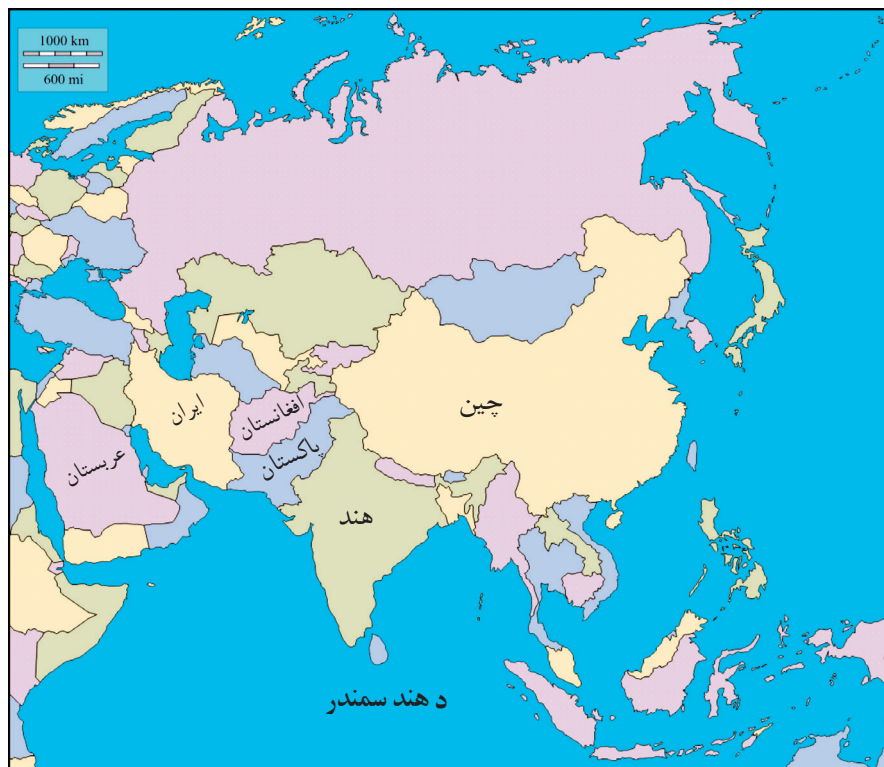 1000 km
600 mi
چین
ایران
افغانستان
پاکستان
عربستان
هند
د هند سمندر